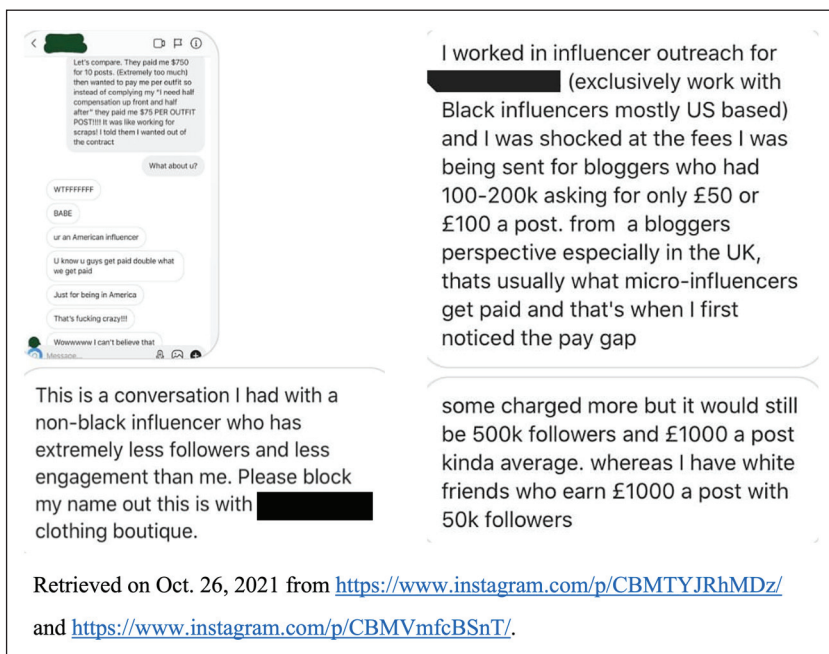 Let's compare. They paid me $750
for 10 posts. (Extremely too much)
then wanted to pay me per outfit so
instead of complying my "I need half
compensation up front and half
after" they paid me $75 PER OUTFIT
POST!!!! It was like working for
scraps! I told them I wanted out of
the contract
What about u?
WTFFFFFFF
BABE
ur an American influencer
U know u guys get paid double what
we get paid
Just for being in America
That's fucking crazy!!!
Wowwwww I can't believe that
Message...
This is a conversation I had with a
non-black influencer who has
extremely less followers and less
engagement than me. Please block
my name out this is with
clothing boutique.
I worked in influencer outreach for
(exclusively work with
Black influencers mostly US based)
and I was shocked at the fees I was
being sent for bloggers who had
100-200k asking for only £50 or
£100 a post. from a bloggers
perspective especially in the UK,
thats usually what micro-influencers
get paid and that's when I first
noticed the pay gap
some charged more but it would still
be 500k followers and £1000 a post
kinda average. whereas I have white
friends who earn £1000 a post with
50k followers
Retrieved on Oct. 26, 2021 from https://www.instagram.com/p/CBMTYJRhMDz/
and https://www.instagram.com/p/CBMVmfcBSnT/.